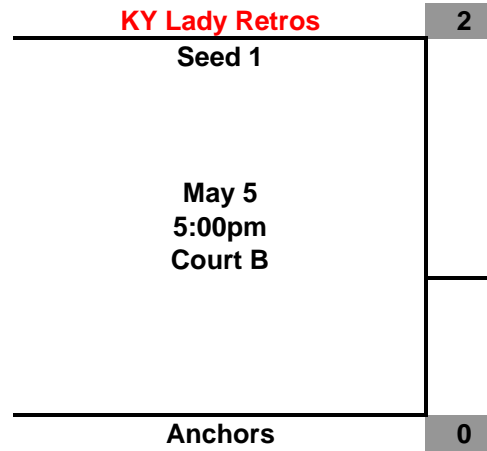 KY Lady Retros 2
Seed 1
May 5
5:00pm
Court B
Anchors 0